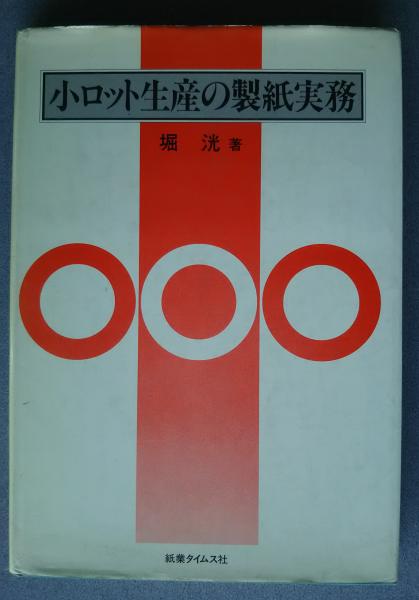 小ロット生産の製紙実務
堀 洸 著
紙業タイムス社